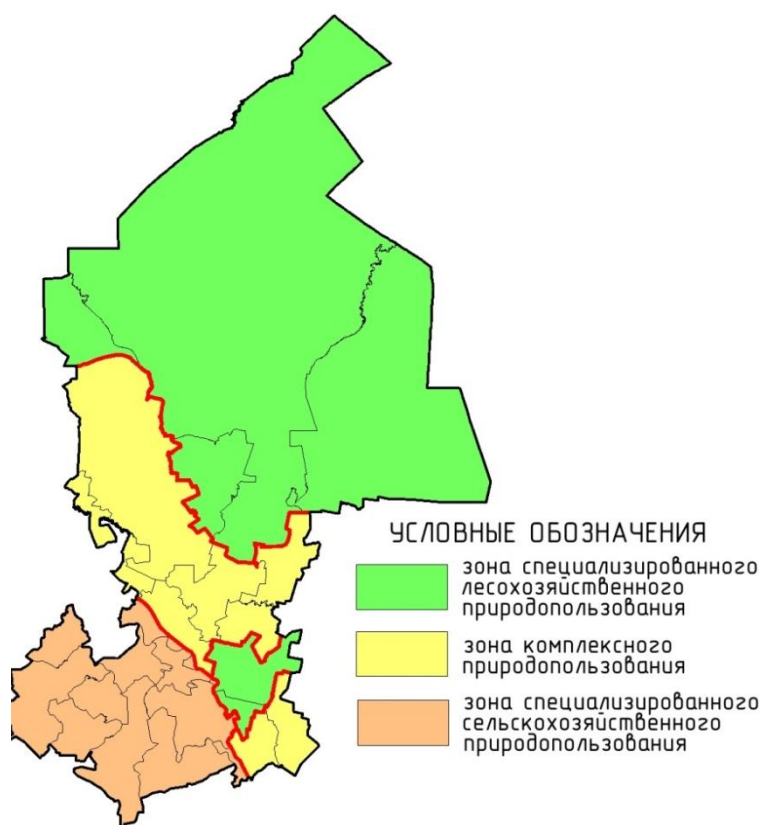 УСЛОВНЫЕ ОБОЗНАЧЕНИЯ
зона специализированного
лесохозяйственного
природопользования
зона комплексного
природопользования
зона специализированного
сельскохозяйственного
природопользования